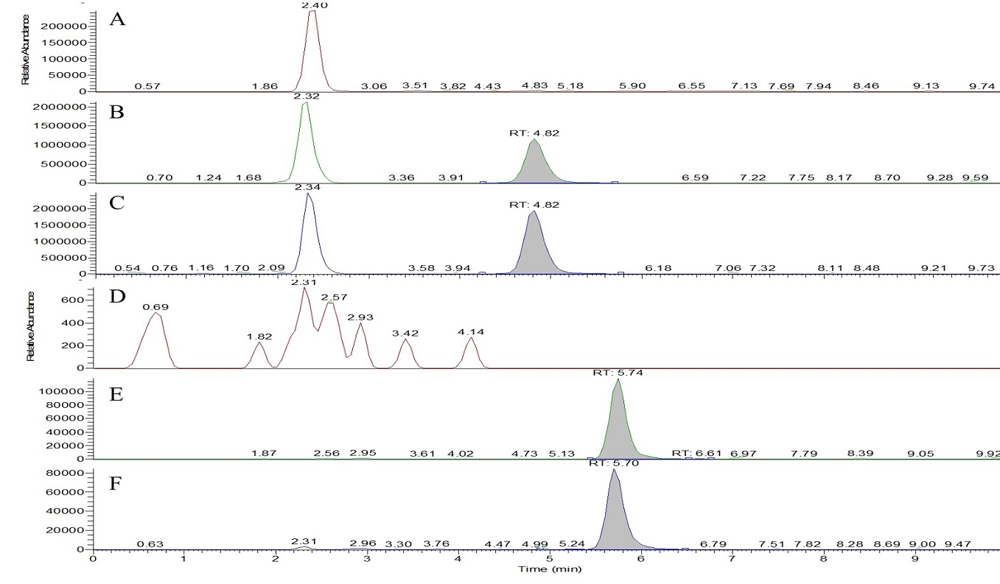 2.40
A
Relative Abundance
200000
150000
100000
50000
0
0.57 1.86 3.06 3.51 3.82 4.43 4.83 5.18 5.90 6.55 7.13 7.69 7.94 8.46 9.13 9.74
2.32
B
2000000
1500000
1000000
500000
0
RT: 4.82
0.70 1.24 1.68 3.36 3.91 6.59 7.22 7.75 8.17 8.70 9.28 9.59
2.34
C
2000000
1500000
1000000
500000
0
RT: 4.82
0.54 0.76 1.16 1.70 2.09 3.58 3.94 6.18 7.06 7.32 8.11 8.48 9.21 9.73
2.31
D
Relative Abundance
600
400
200
0
0.69 1.82 2.57 2.93 3.42 4.14
RT: 5.74
E
100000
80000
60000
40000
20000
0
1.87 2.56 2.95 3.61 4.02 4.73 5.13 RT: 6.61 6.97 7.79 8.39 9.05 9.92
RT: 5.70
F
80000
60000
40000
20000
0
0.63 2.31 2.96 3.30 3.76 4.47 4.99 5.24 6.79 7.51 7.82 8.28 8.69 9.00 9.47
0 1 2 3 4 5 6 7 8 9
Time (min)